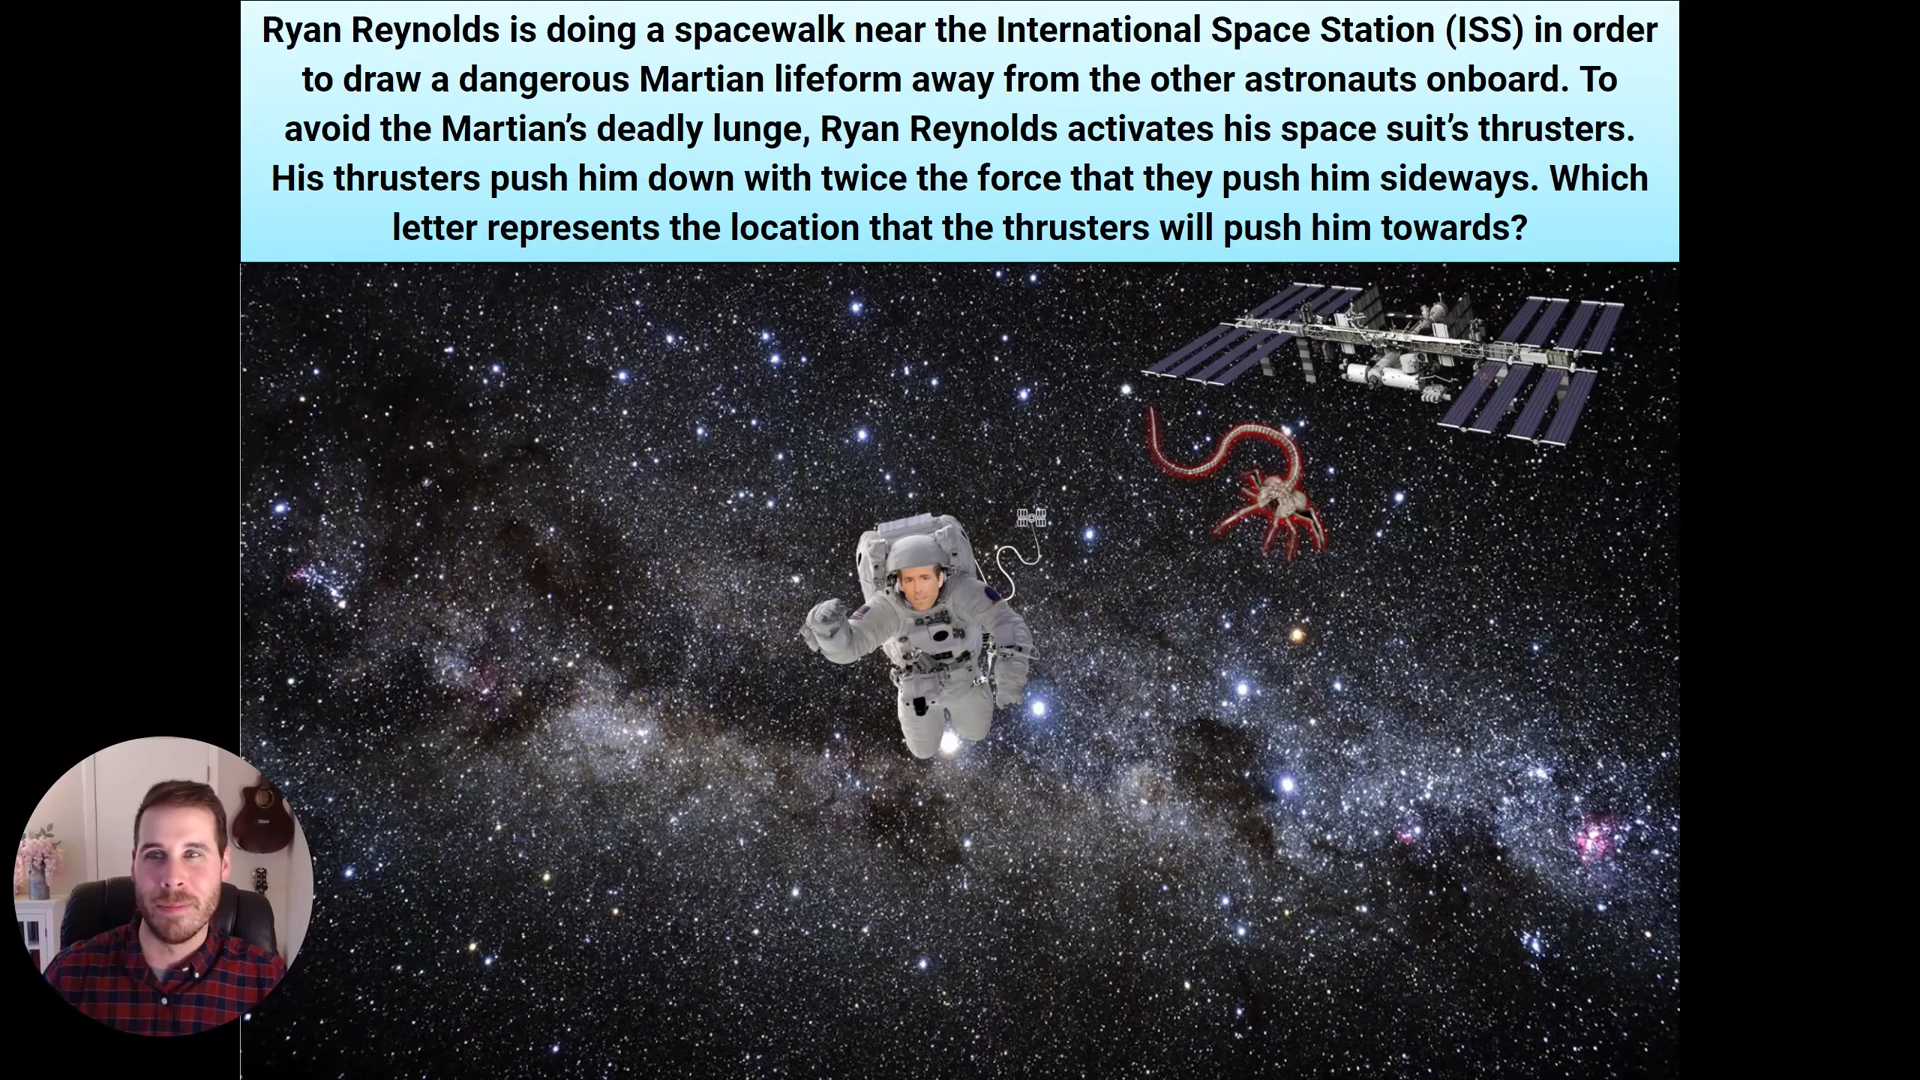 Ryan Reynolds is doing a spacewalk near the International Space Station (ISS) in order
to draw a dangerous Martian lifeform away from the other astronauts onboard. To
avoid the Martian’s deadly lunge, Ryan Reynolds activates his space suit’s thrusters.
His thrusters push him down with twice the force that they push him sideways. Which
letter represents the location that the thrusters will push him towards?